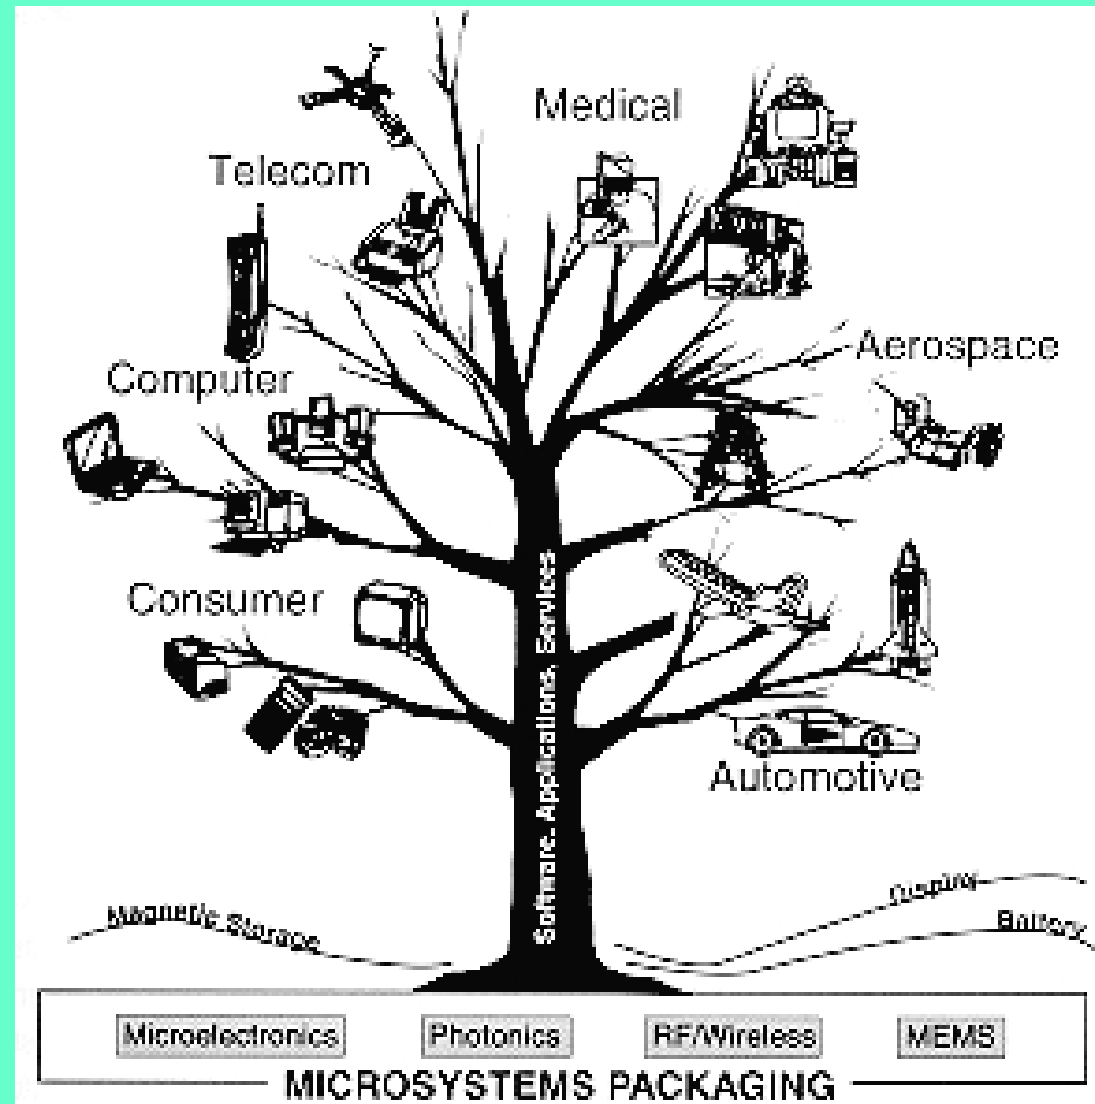 Medical
Telecom
Aerospace
Computer
Consumer
Automotive
Software, Applications, Services
Magnetic Storage
Display
Battery
Microelectronics
Photonics
RF/Wireless
MEMS
MICROSYSTEMS PACKAGING